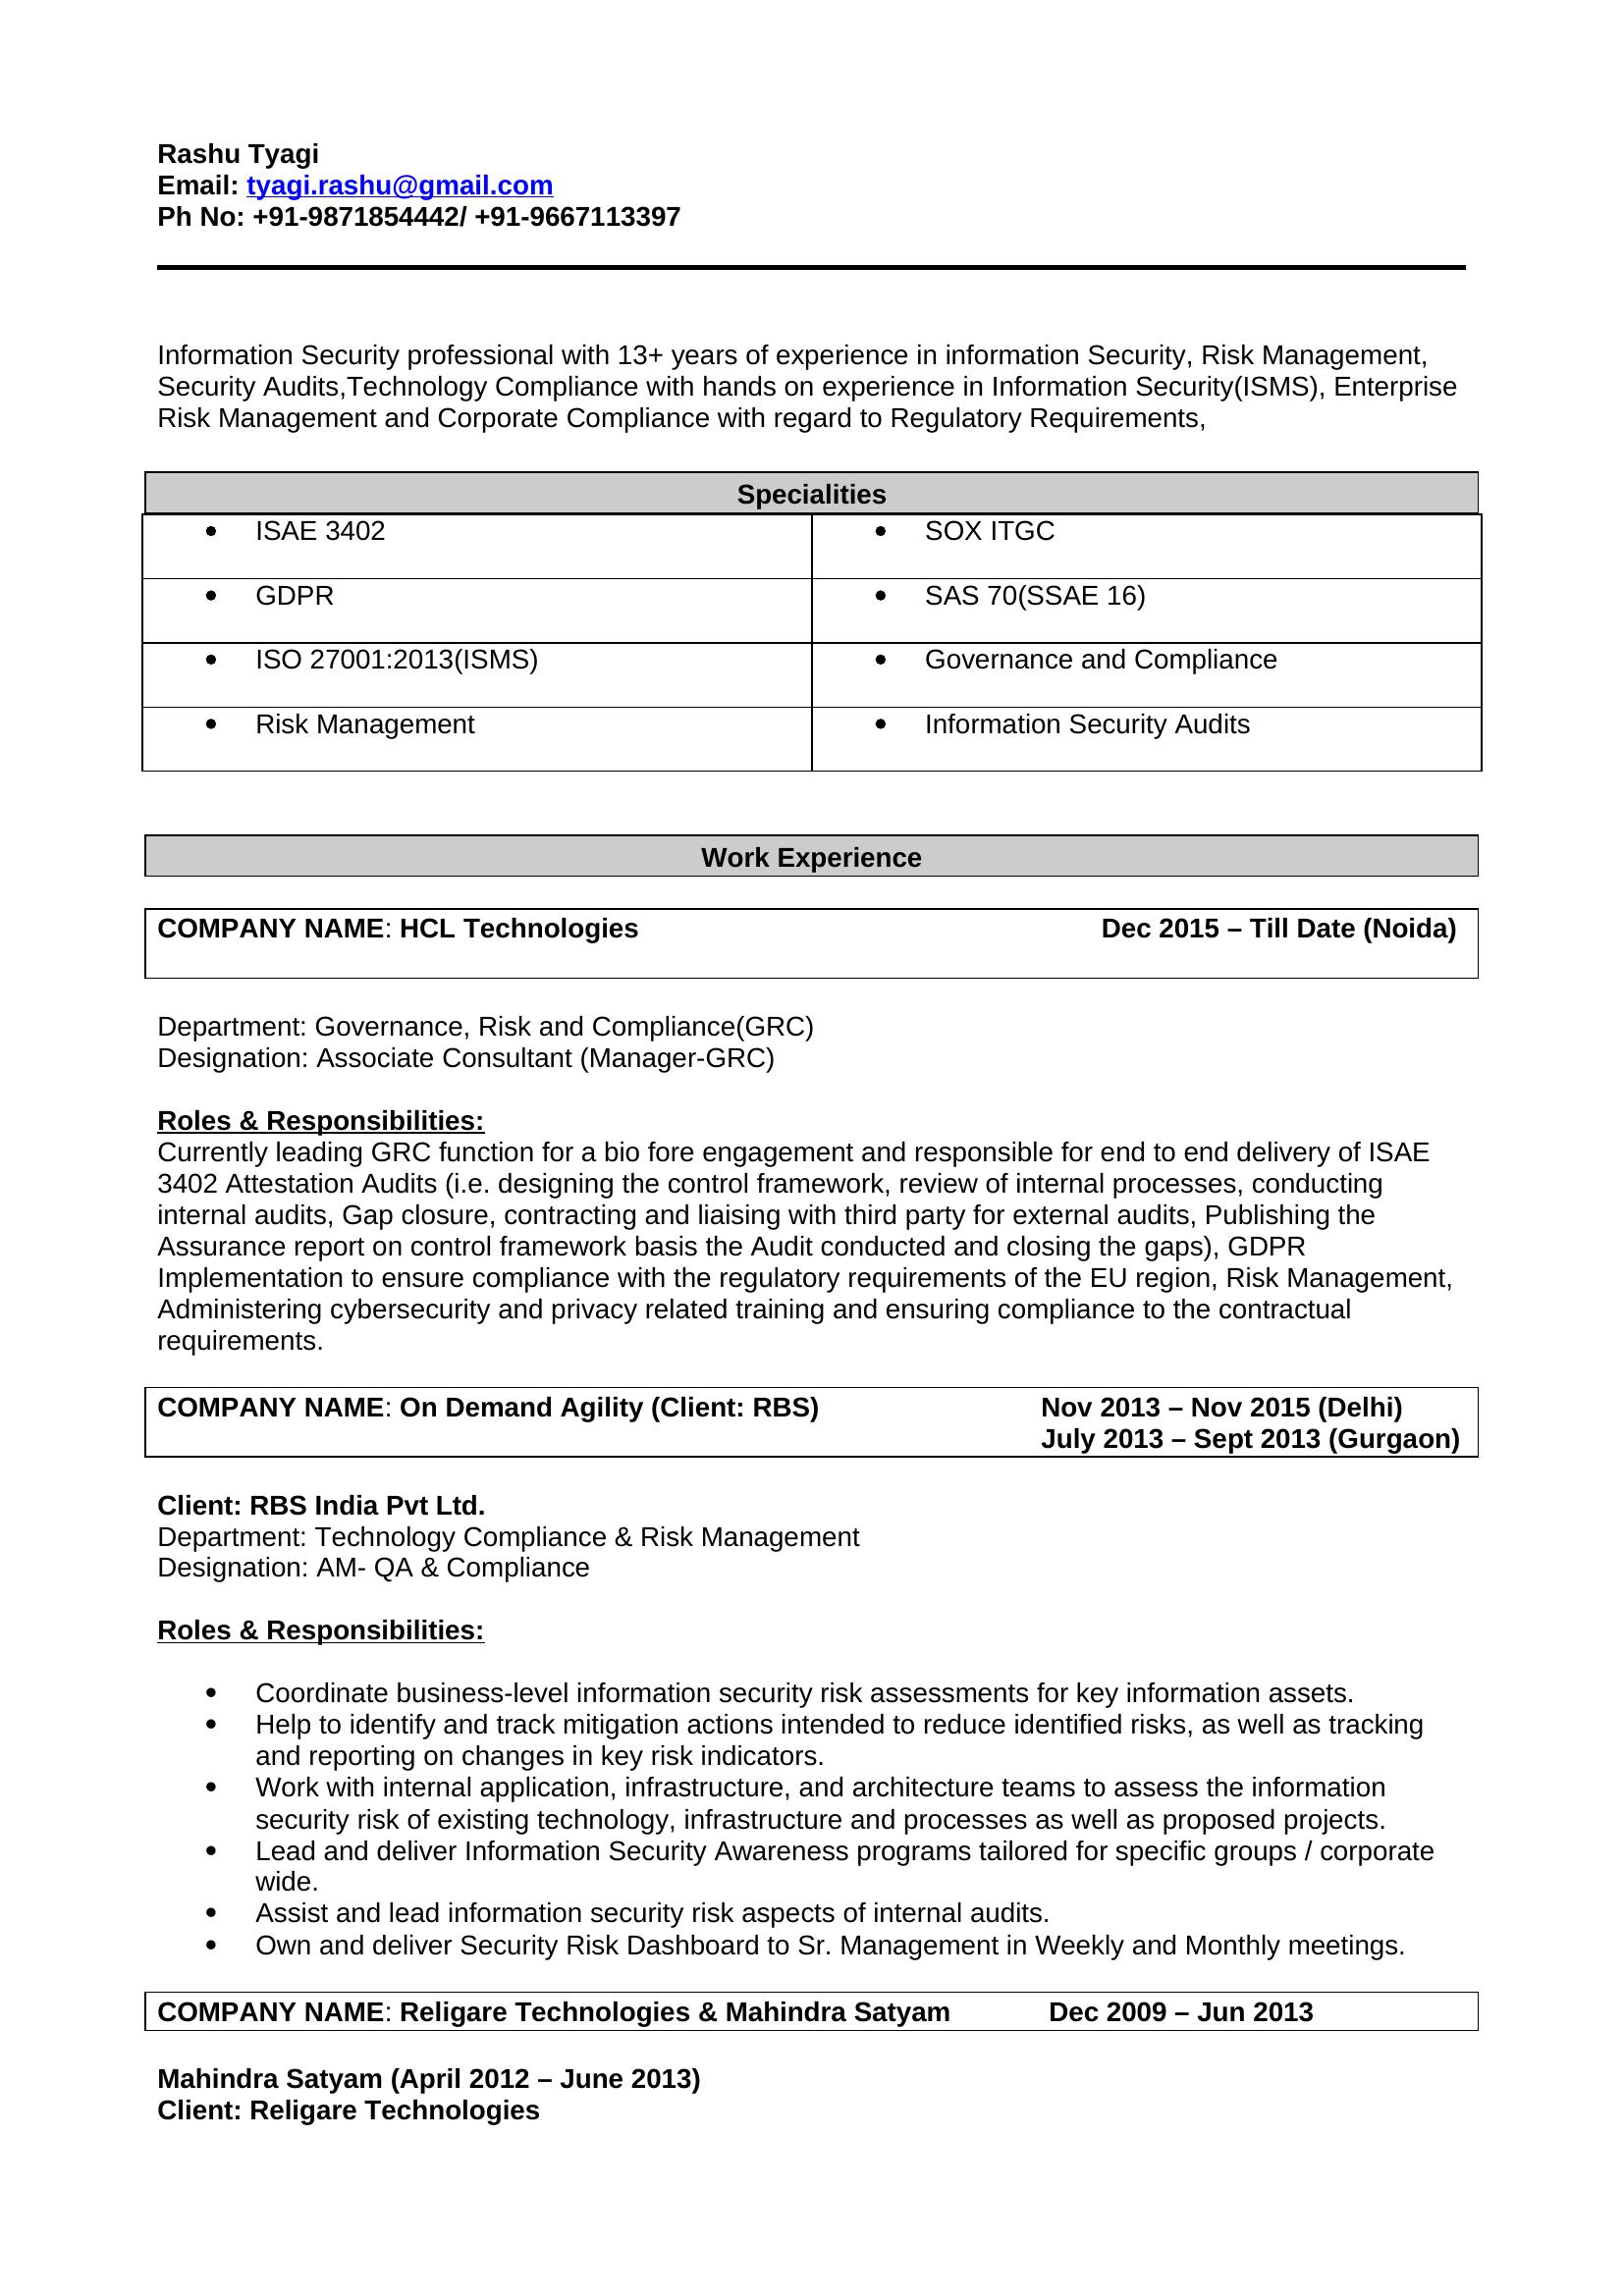 Rashu Tyagi
Email: tyagi.rashu@gmail.com
Ph No: +91-9871854442/ +91-9667113397
Information Security professional with 13+ years of experience in information Security, Risk Management,
Security Audits,Technology Compliance with hands on experience in Information Security(ISMS), Enterprise
Risk Management and Corporate Compliance with regard to Regulatory Requirements,
Specialities
• ISAE 3402 • SOX ITGC
• GDPR • SAS 70(SSAE 16)
• ISO 27001:2013(ISMS) • Governance and Compliance
• Risk Management • Information Security Audits
Work Experience
COMPANY NAME: HCL Technologies Dec 2015 – Till Date (Noida)
Department: Governance, Risk and Compliance(GRC)
Designation: Associate Consultant (Manager-GRC)
Roles & Responsibilities:
Currently leading GRC function for a bio fore engagement and responsible for end to end delivery of ISAE
3402 Attestation Audits (i.e. designing the control framework, review of internal processes, conducting
internal audits, Gap closure, contracting and liaising with third party for external audits, Publishing the
Assurance report on control framework basis the Audit conducted and closing the gaps), GDPR
Implementation to ensure compliance with the regulatory requirements of the EU region, Risk Management,
Administering cybersecurity and privacy related training and ensuring compliance to the contractual
requirements.
COMPANY NAME: On Demand Agility (Client: RBS) Nov 2013 – Nov 2015 (Delhi)
July 2013 – Sept 2013 (Gurgaon)
Client: RBS India Pvt Ltd.
Department: Technology Compliance & Risk Management
Designation: AM- QA & Compliance
Roles & Responsibilities:
• Coordinate business-level information security risk assessments for key information assets.
• Help to identify and track mitigation actions intended to reduce identified risks, as well as tracking
and reporting on changes in key risk indicators.
• Work with internal application, infrastructure, and architecture teams to assess the information
security risk of existing technology, infrastructure and processes as well as proposed projects.
• Lead and deliver Information Security Awareness programs tailored for specific groups / corporate
wide.
• Assist and lead information security risk aspects of internal audits.
• Own and deliver Security Risk Dashboard to Sr. Management in Weekly and Monthly meetings.
COMPANY NAME: Religare Technologies & Mahindra Satyam Dec 2009 – Jun 2013
Mahindra Satyam (April 2012 – June 2013)
Client: Religare Technologies